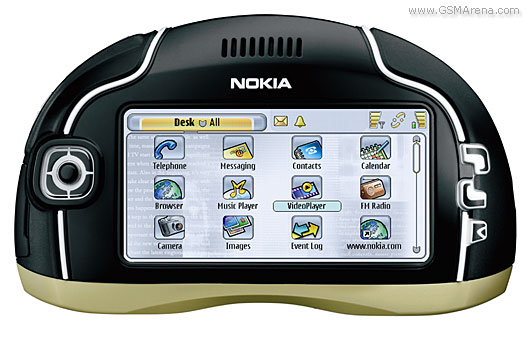 www.GSMArena.com
NOKIA
Desk All
Telephone Messaging Contacts Calendar
Browser Music Player VideoPlayer FM Radio
Camera Images Event Log www.nokia.com